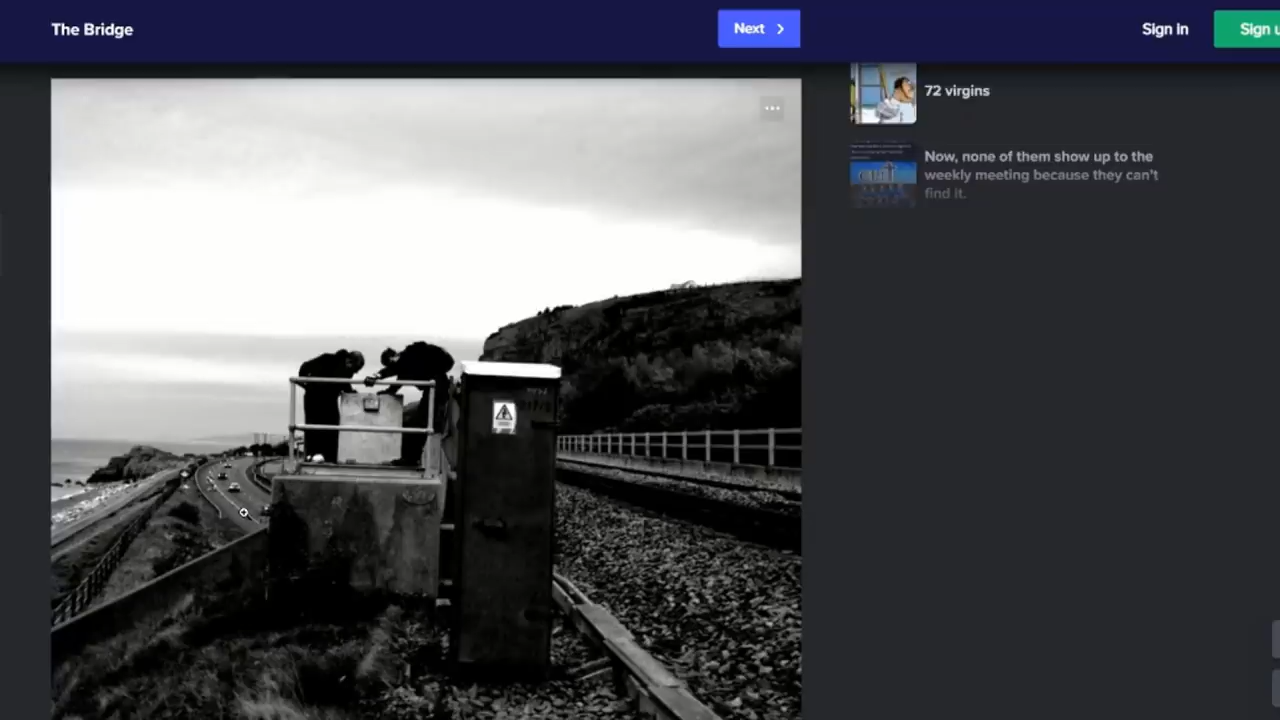 The Bridge
Next
Sign in
Sign u
72 virgins
Now, none of them show up to the
weekly meeting because they can't
find it.